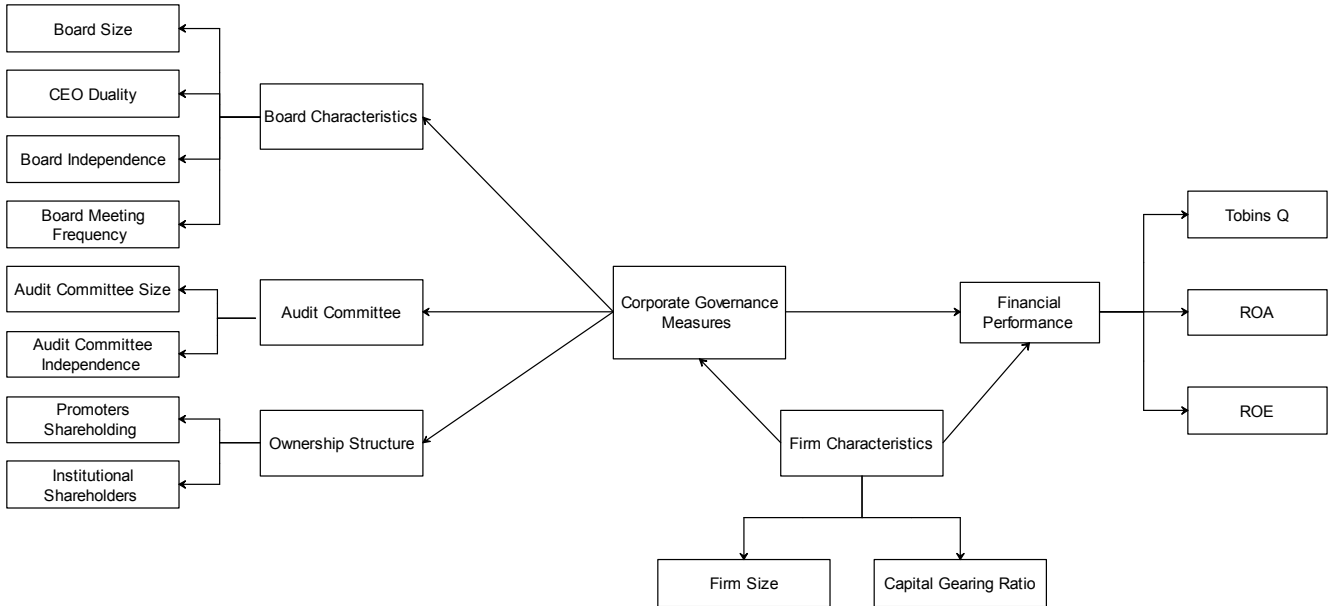 Board Size
CEO Duality
Board Independence
Board Meeting
Frequency
Audit Committee Size
Audit Committee
Independence
Promoters
Shareholding
Institutional
Shareholders
Board Characteristics
Audit Committee
Ownership Structure
Corporate Governance
Measures
Firm Characteristics
Firm Size
Capital Gearing Ratio
Financial
Performance
Tobins Q
ROA
ROE